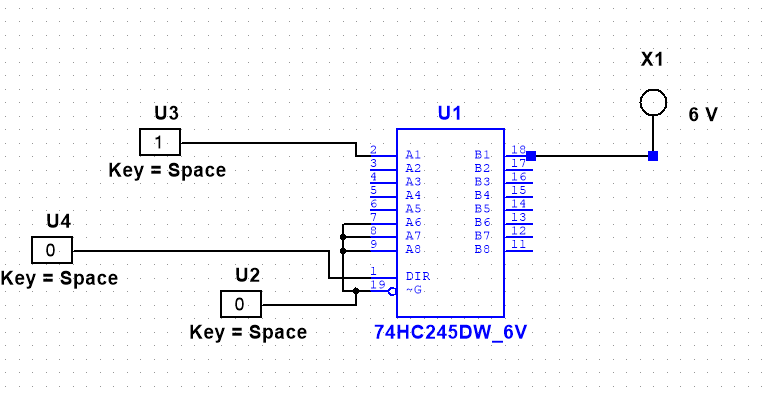 X1
6 V
U3
1
Key = Space
U4
0
Key = Space
U2
0
Key = Space
U1
2 A1 B1 18
3 A2 B2 17
4 A3 B3 16
5 A4 B4 15
6 A5 B5 14
7 A6 B6 13
8 A7 B7 12
9 A8 B8 11
1 DIR
19 ~G
74HC245DW_6V